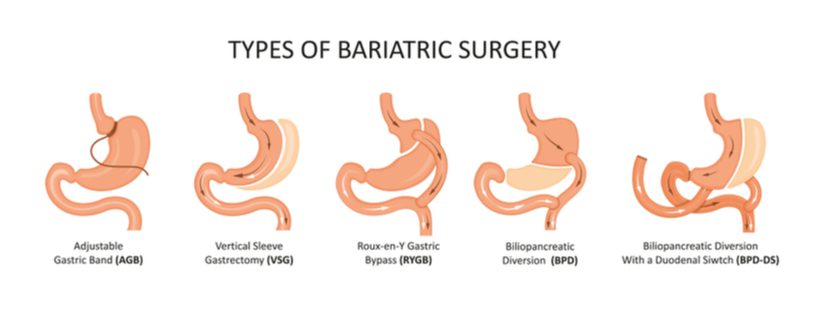 TYPES OF BARIATRIC SURGERY
Adjustable
Gastric Band (AGB)
Vertical Sleeve
Gastrectomy (VSG)
Roux-en-Y Gastric
Bypass (RYGB)
Biliopancreatic
Diversion (BPD)
Biliopancreatic Diversion
With a Duodenal Siwtch (BPD-DS)